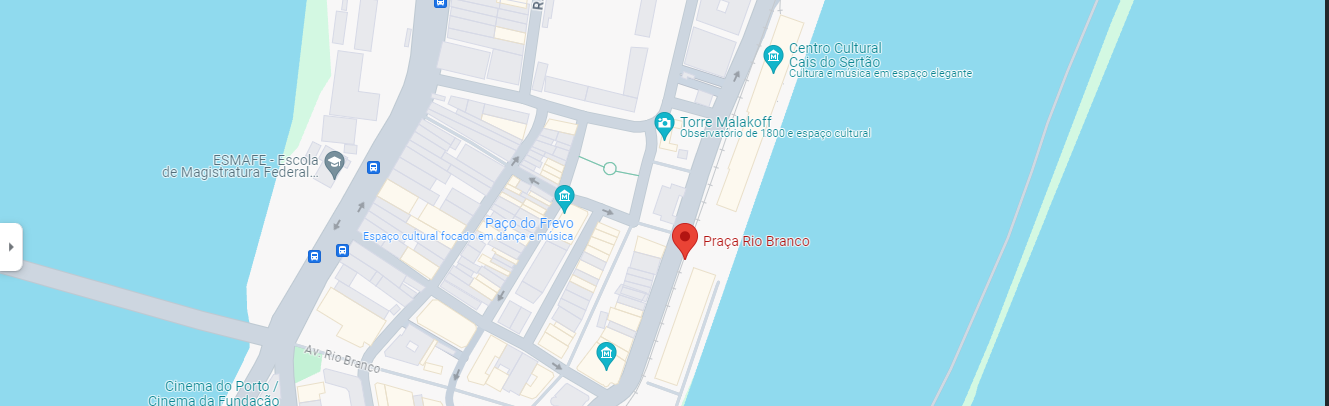 R
Centro Cultural
Cais do Sertão
Cultura e música em espaço elegante
Torre Malakoff
Observatório de 1800 e espaço cultural
ESMAFE - Escola
de Magistratura Federal...
Paço do Frevo
Espaço cultural focado em dança e música
Praça Rio Branco
Av. Rio Branco
Cinema do Porto /
Cinema da Fundação